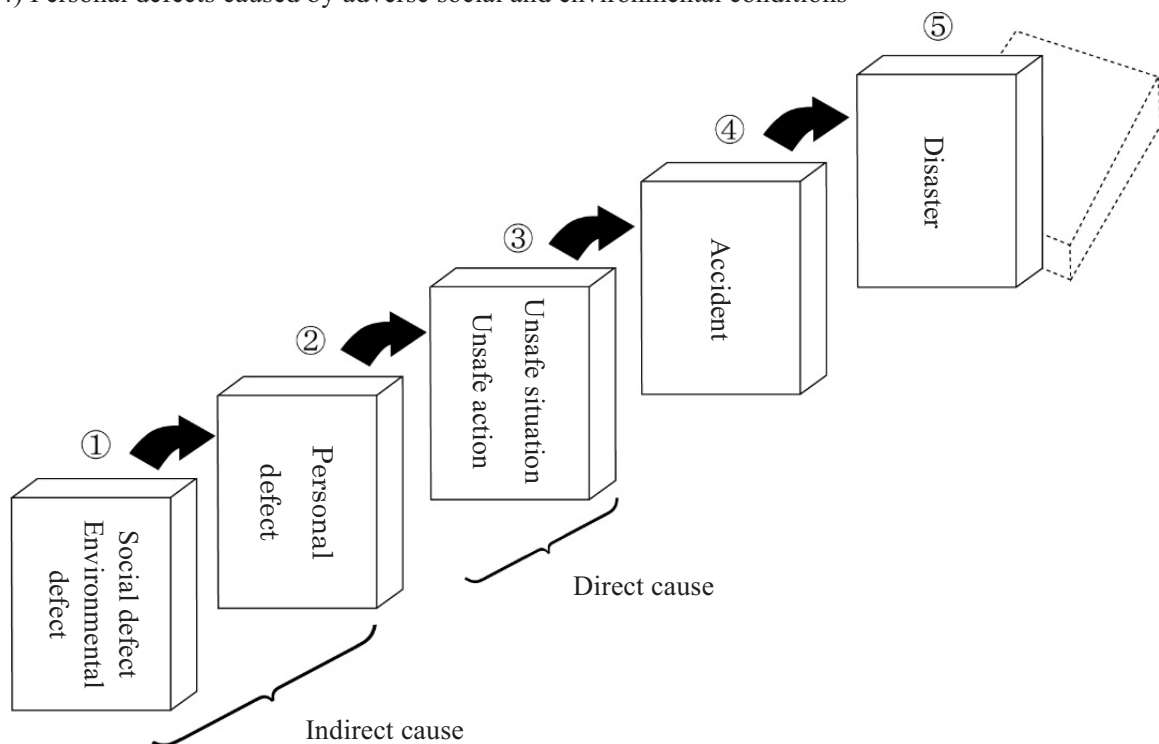 4) Personal defects caused by adverse social and environmental conditions
⑤
Disaster
④
Accident
③
Unsafe situation
Unsafe action
②
Personal
defect
①
Social defect
Environmental
defect
Direct cause
Indirect cause